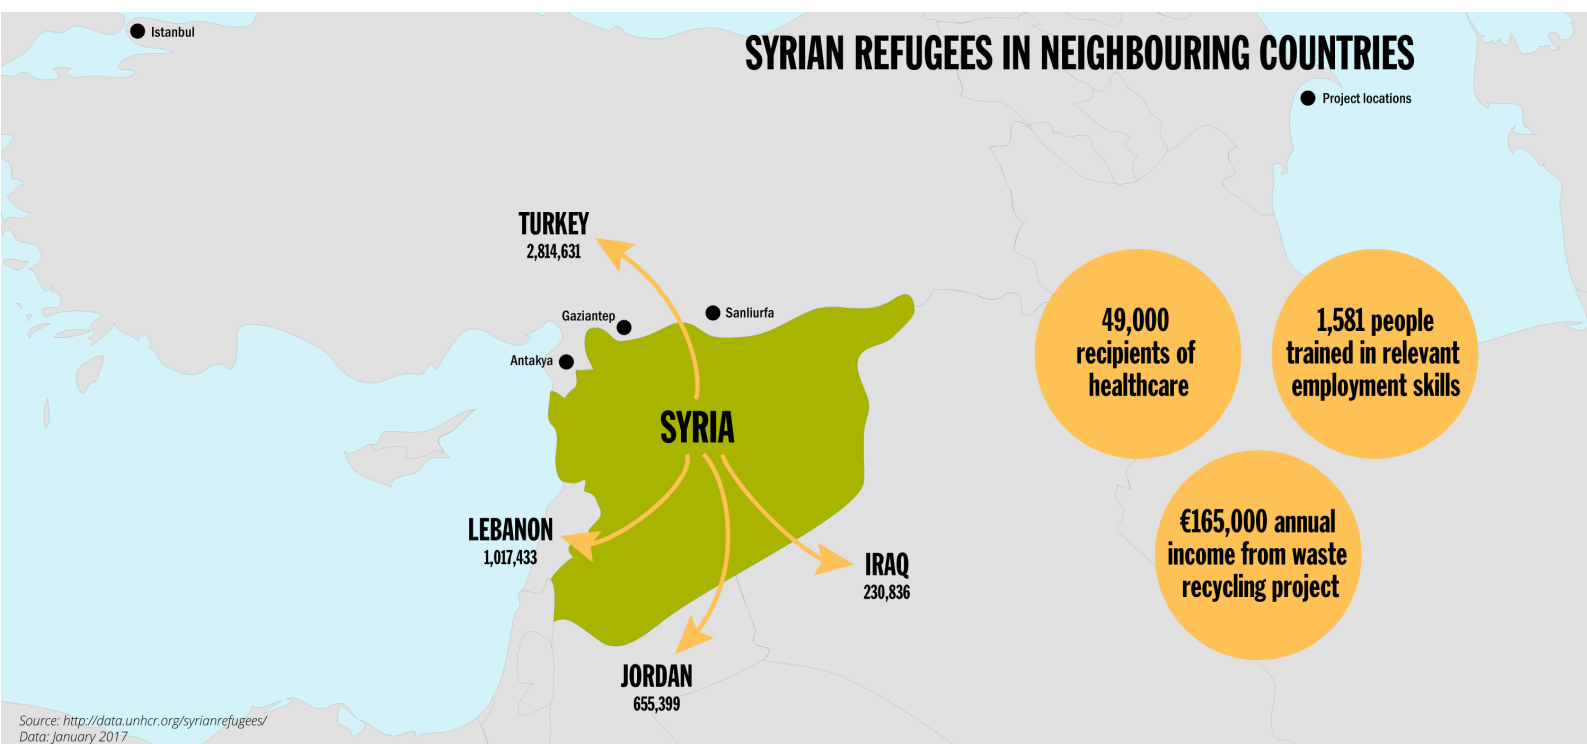 Istanbul
SYRIAN REFUGEES IN NEIGHBOURING COUNTRIES
Project locations
TURKEY
2,814,631
Gaziantep
Sanliurfa
Antakya
SYRIA
49,000
recipients of
healthcare
1,581 people
trained in relevant
employment skills
LEBANON
1,017,433
IRAQ
230,836
€165,000 annual
income from waste
recycling project
JORDAN
655,399
Source: http://data.unhcr.org/syrianrefugees/
Data: January 2017